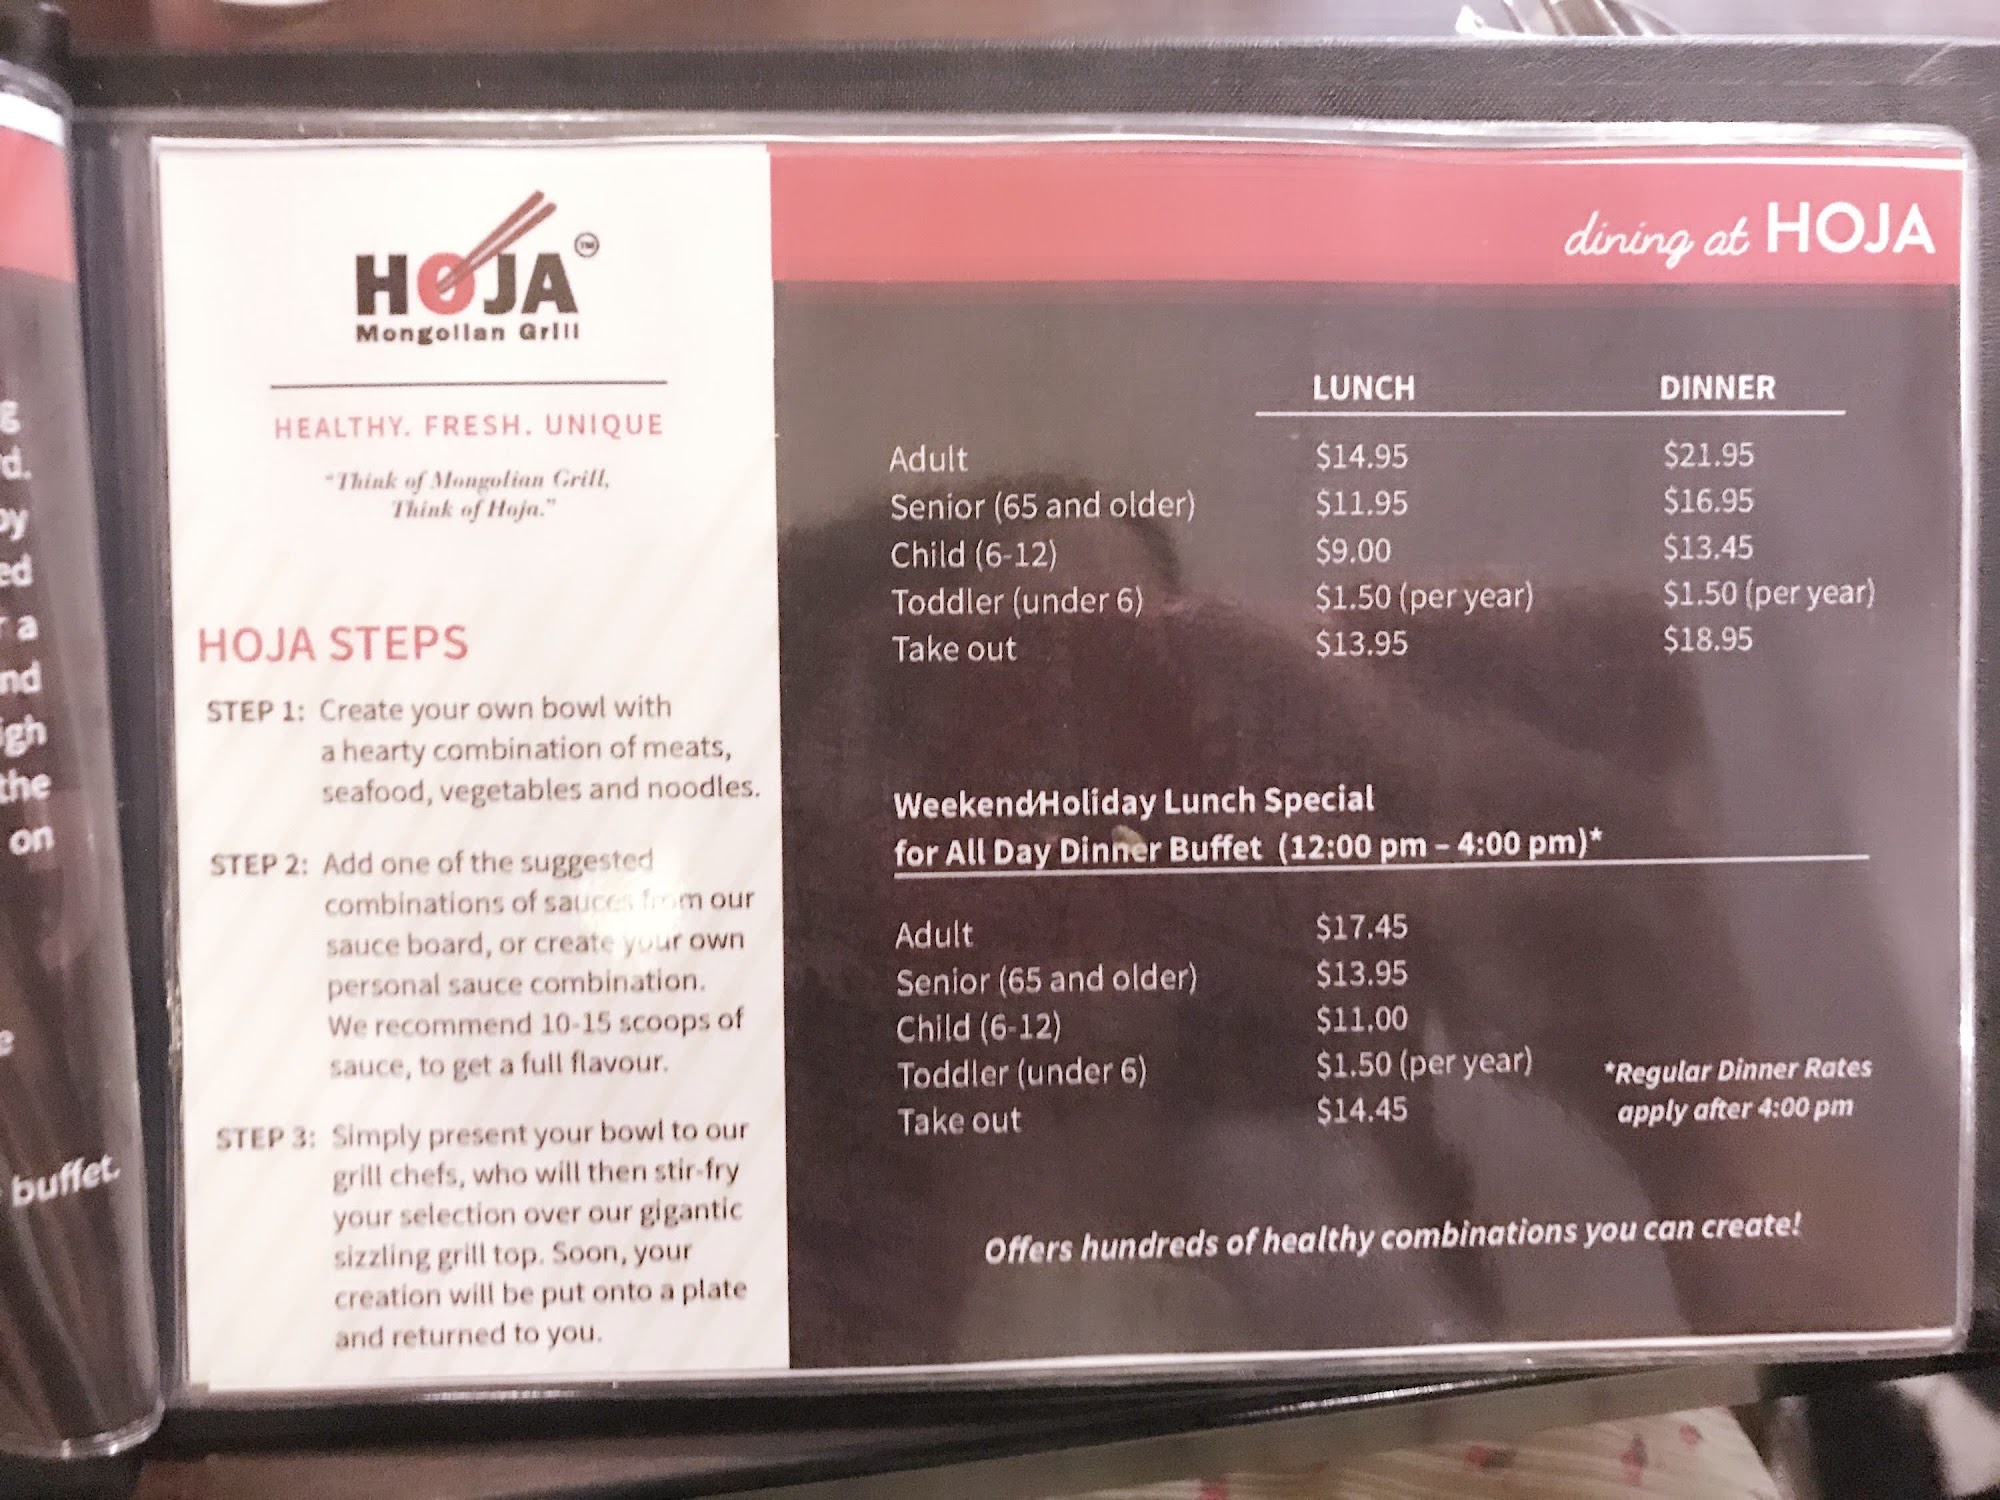 g
d.
by
ed
r a
nd
igh
the
on
e
buffet.
HOJA™
Mongolian Grill
HEALTHY. FRESH. UNIQUE
"Think of Mongolian Grill,
Think of Hoja."
HOJA STEPS
STEP 1: Create your own bowl with
a hearty combination of meats,
seafood, vegetables and noodles.
STEP 2: Add one of the suggested
combinations of sauces from our
sauce board, or create your own
personal sauce combination.
We recommend 10-15 scoops of
sauce, to get a full flavour.
STEP 3: Simply present your bowl to our
grill chefs, who will then stir-fry
your selection over our gigantic
sizzling grill top. Soon, your
creation will be put onto a plate
and returned to you.
dining at HOJA
LUNCH DINNER
Adult $14.95 $21.95
Senior (65 and older) $11.95 $16.95
Child (6-12) $9.00 $13.45
Toddler (under 6) $1.50 (per year) $1.50 (per year)
Take out $13.95 $18.95
Weekend/Holiday Lunch Special
for All Day Dinner Buffet (12:00 pm – 4:00 pm)*
Adult $17.45
Senior (65 and older) $13.95
Child (6-12) $11.00
Toddler (under 6) $1.50 (per year)
Take out $14.45
*Regular Dinner Rates
apply after 4:00 pm
Offers hundreds of healthy combinations you can create!